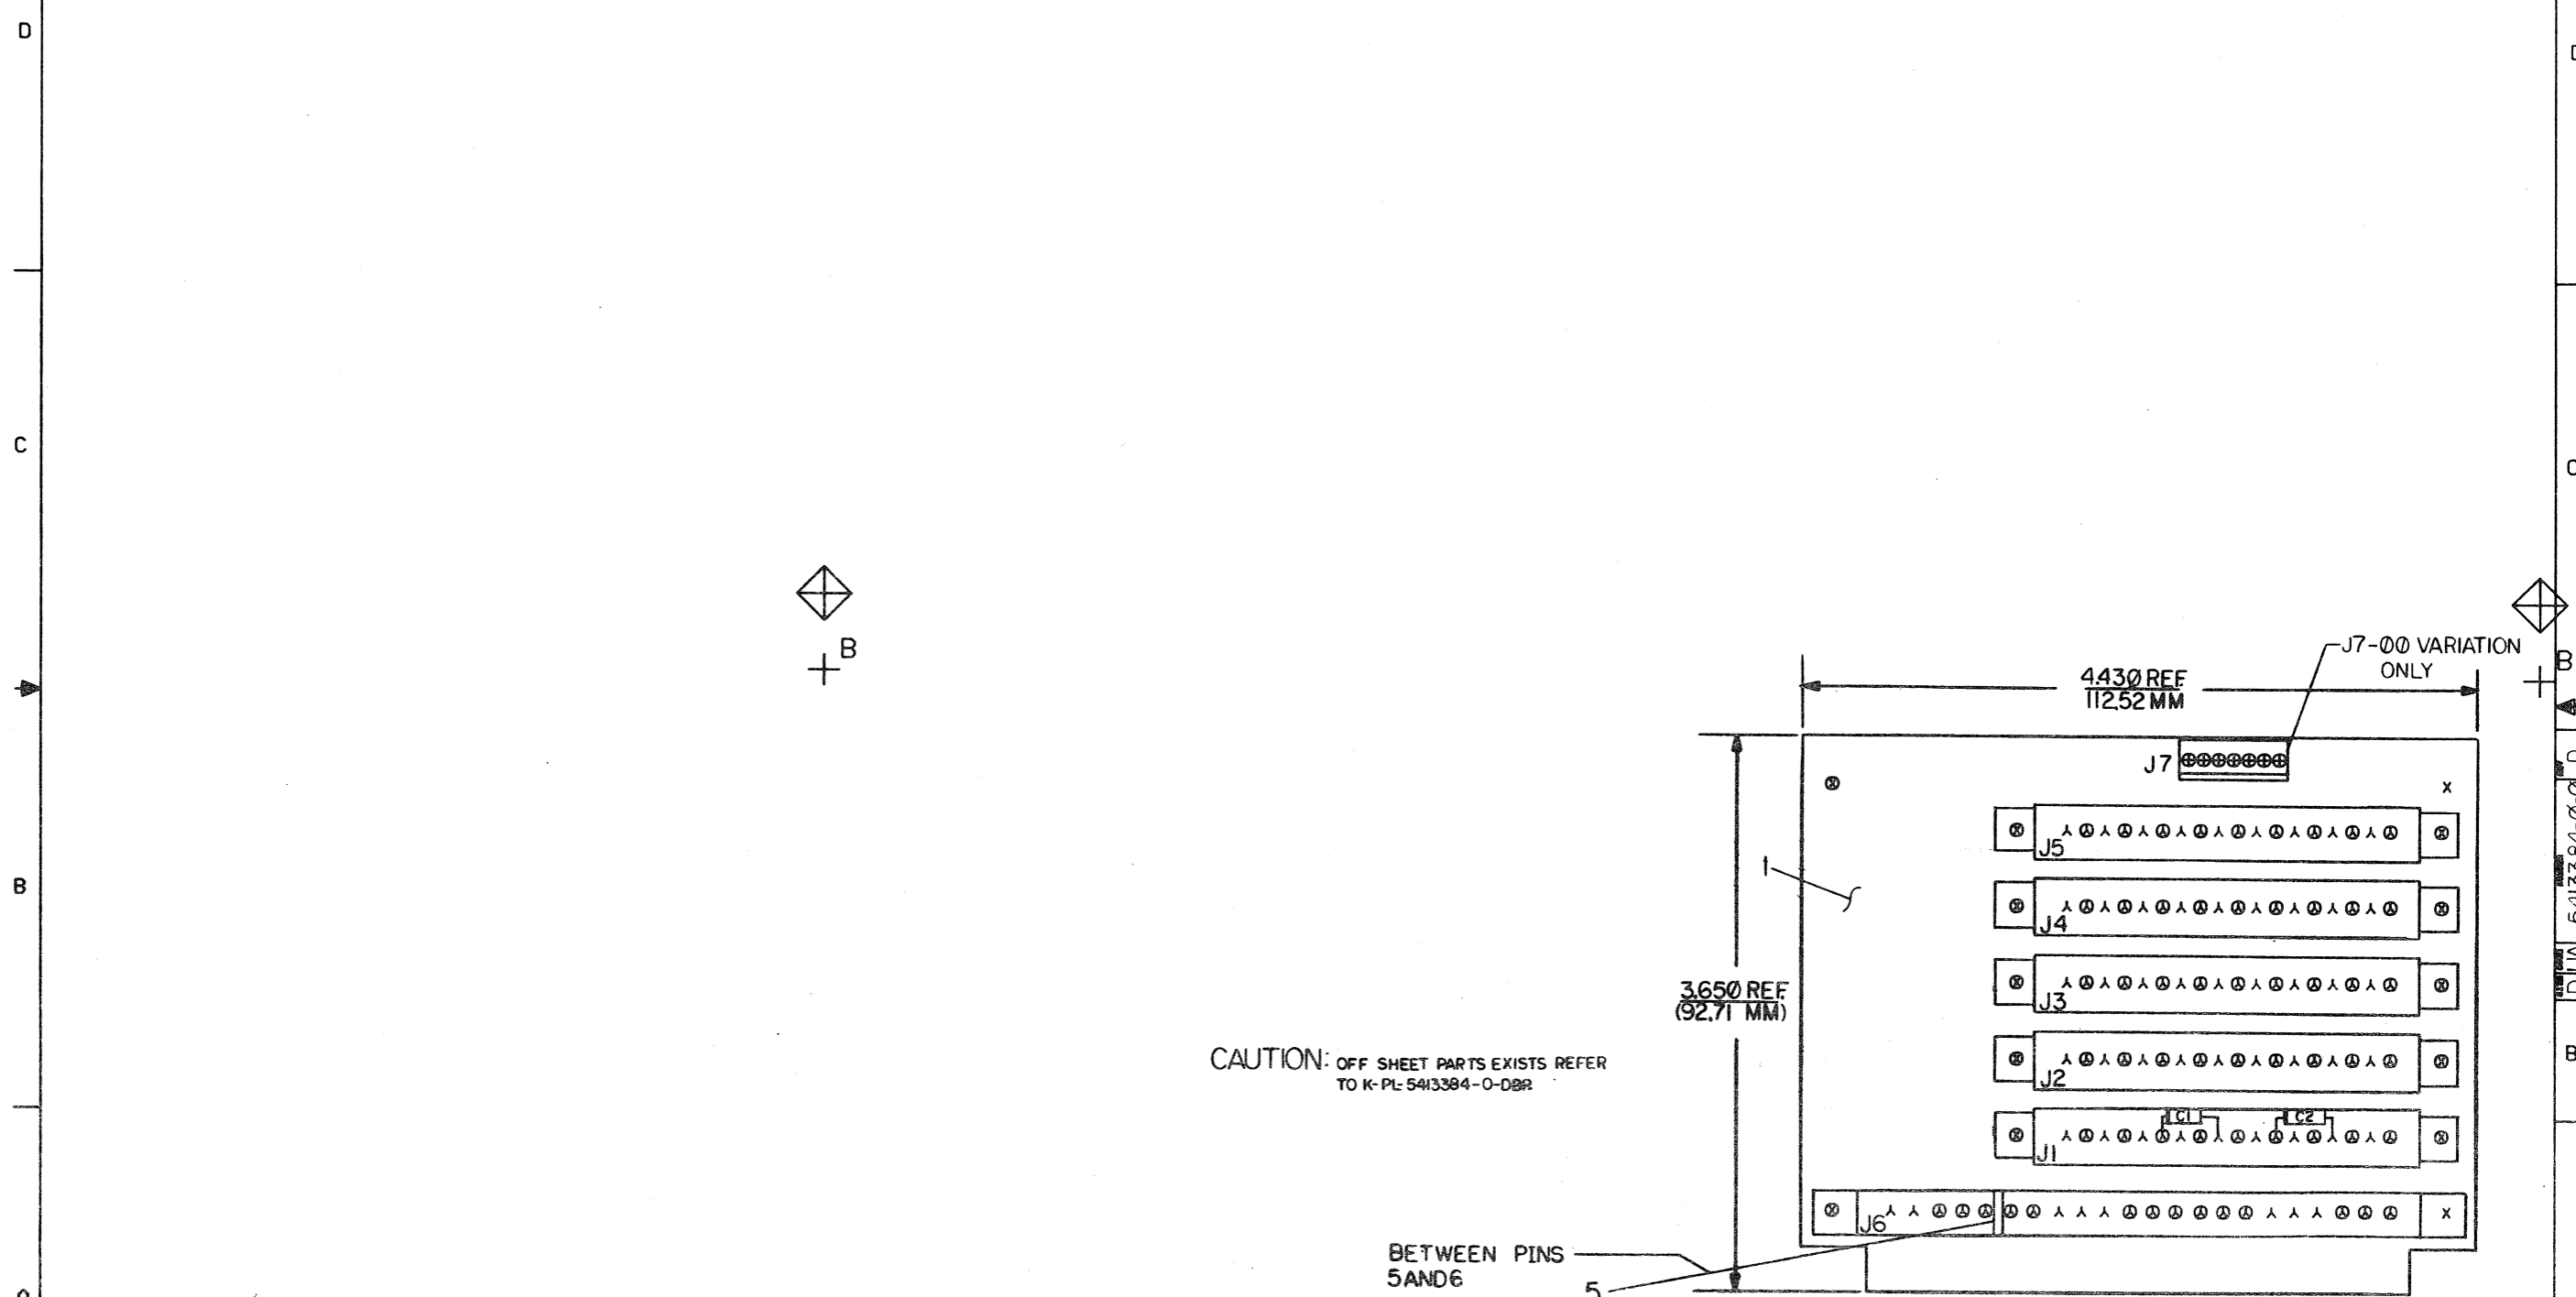 D
C
C
B
B
J7-00 VARIATION
ONLY
B
4.430 REF.
112.52 MM
J7
J5
1
B
J4
3.650 REF.
(92.71 MM)
J3
CAUTION: OFF SHEET PARTS EXISTS REFER
TO K-PL-5413384-0-DBR
J2
B
C1
C2
J1
J6
BETWEEN PINS
5AND6
5